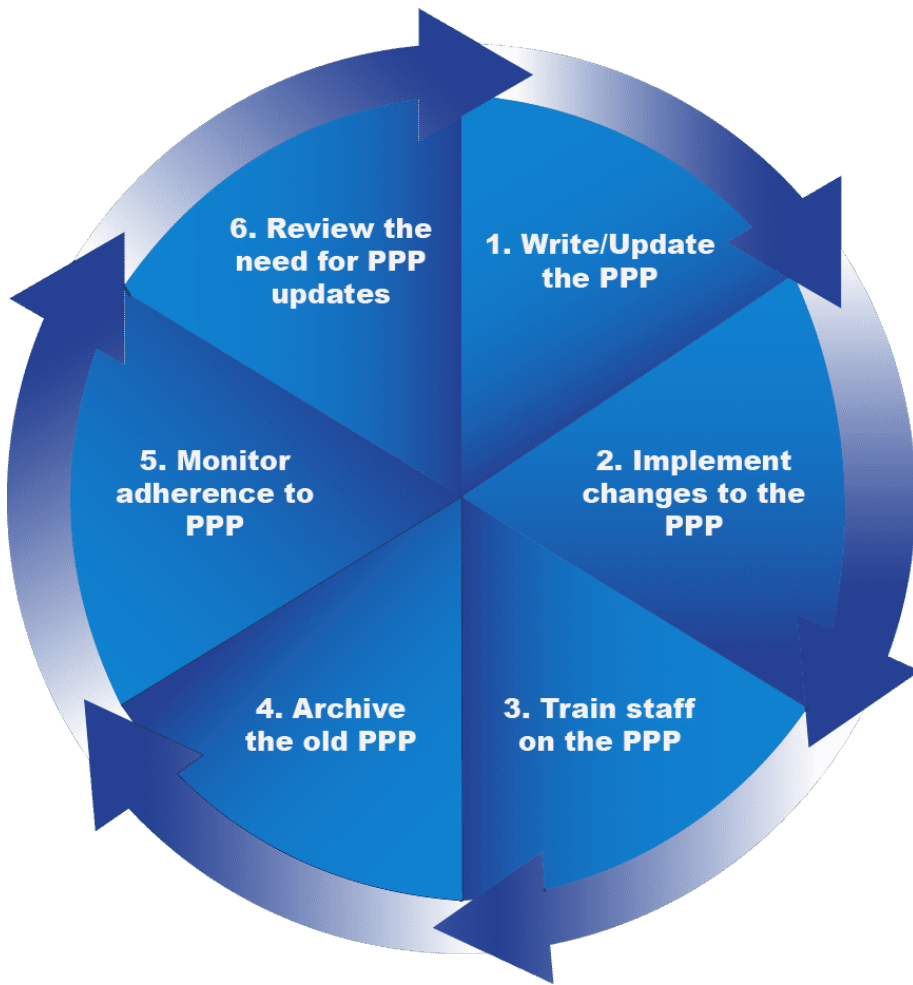 1. Write/Update
the PPP
2. Implement
changes to the
PPP
3. Train staff
on the PPP
4. Archive
the old PPP
5. Monitor
adherence to
PPP
6. Review the
need for PPP
updates